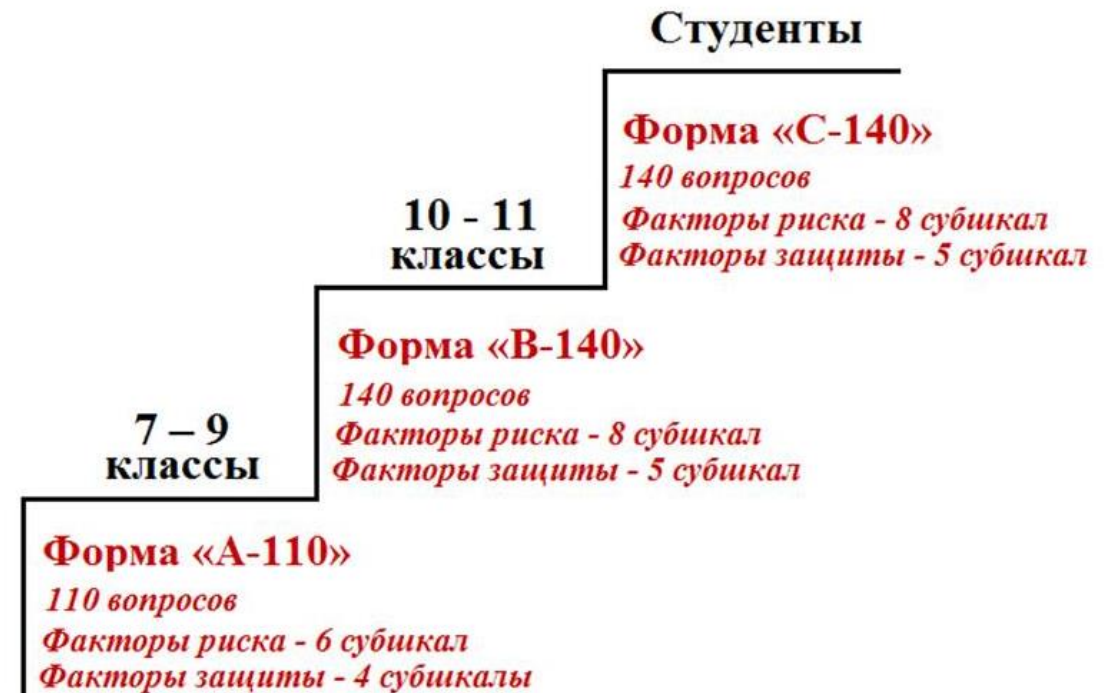 Студенты
Форма «С-140»
140 вопросов
Факторы риска - 8 субшкал
Факторы защиты - 5 субшкал
10 - 11
классы
Форма «В-140»
140 вопросов
Факторы риска - 8 субшкал
Факторы защиты - 5 субшкал
7 – 9
классы
Форма «А-110»
110 вопросов
Факторы риска - 6 субшкал
Факторы защиты - 4 субшкалы